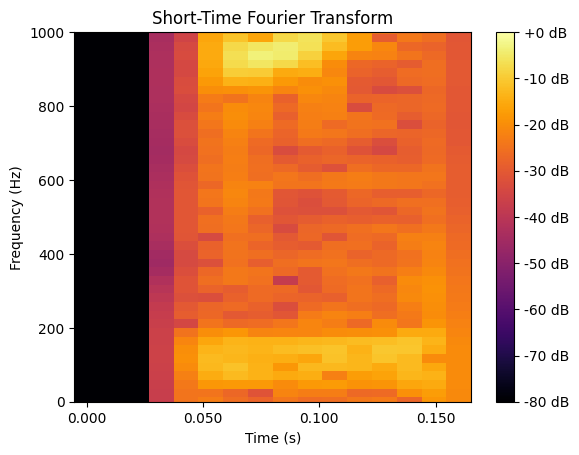 Short-Time Fourier Transform
1000
800
600
400
200
0
Frequency (Hz)
0.000
0.050
0.100
0.150
Time (s)
+0 dB
-10 dB
-20 dB
-30 dB
-40 dB
-50 dB
-60 dB
-70 dB
-80 dB